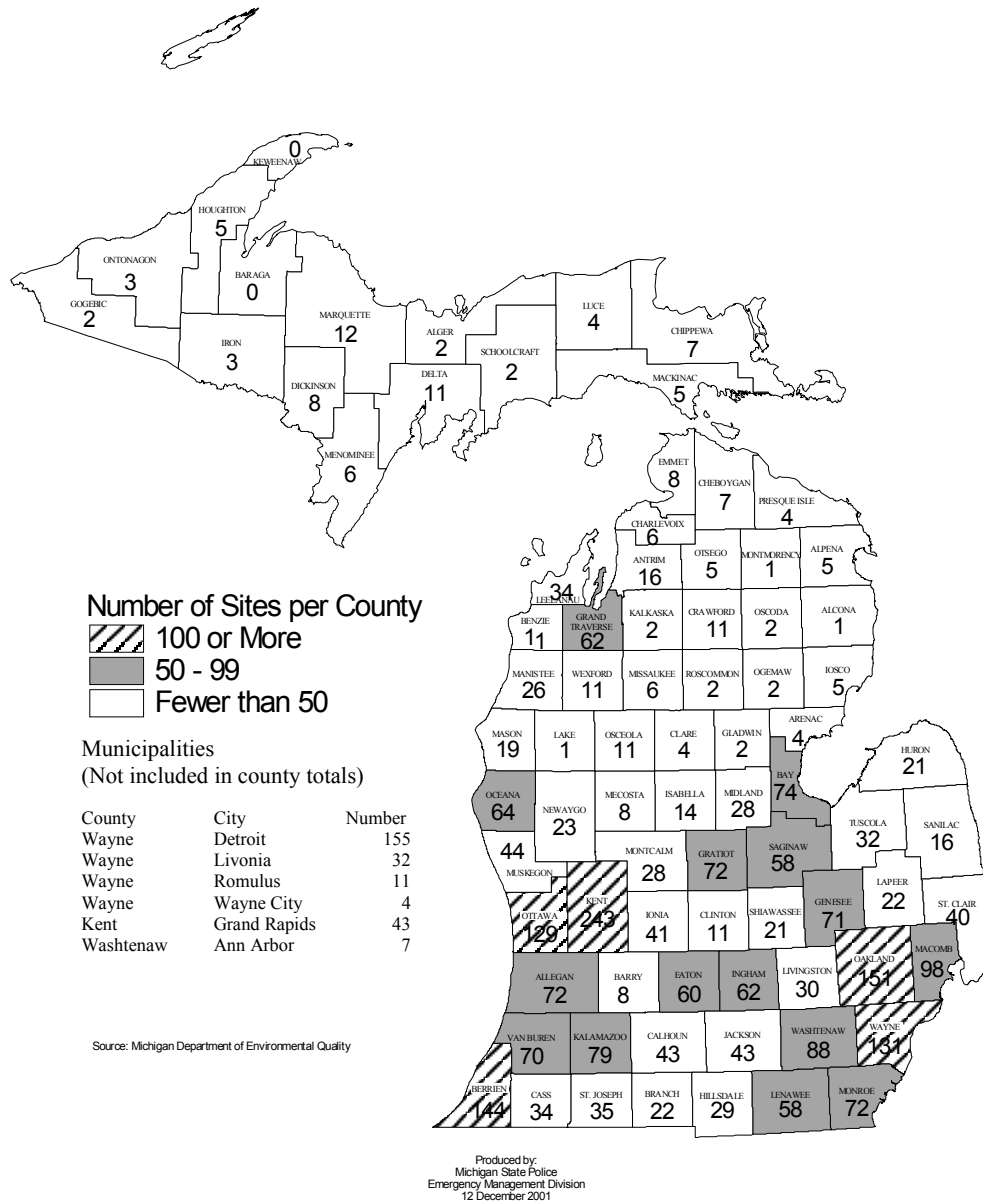 0
KEWEENAW
HOUGHTON
5
ONTONAGON
3
BARAGA
0
GOGEBIC
2
MARQUETTE
12
IRON
3
ALGER
2
LUCE
4
CHIPPEWA
7
SCHOOLCRAFT
2
DICKINSON
8
DELTA
11
MACKINAC
5
MENOMINEE
6
EMMET
8
CHEBOYGAN
7
PRESQUE ISLE
4
CHARLEVOIX
6
ANTRIM
16
OTSEGO
5
MONTMORENCY
1
ALPENA
5
34
LEELANAU
BENZIE
11
GRAND
TRAVERSE
62
KALKASKA
2
CRAWFORD
11
OSCODA
2
ALCONA
1
MANISTEE
26
WEXFORD
11
MISSAUKEE
6
ROSCOMMON
2
OGEMAW
2
IOSCO
5
Number of Sites per County
100 or More
50 - 99
Fewer than 50
MASON
19
LAKE
1
OSCEOLA
11
CLARE
4
GLADWIN
2
ARENAC
4
HURON
21
OCEANA
64
NEWAYGO
23
MECOSTA
8
ISABELLA
14
MIDLAND
28
BAY
74
TUSCOLA
32
SANILAC
16
44
MUSKEGON
MONTCALM
28
GRATIOT
72
SAGINAW
58
GENESEE
71
LAPEER
22
ST. CLAIR
40
OTTAWA
129
KENT
243
IONIA
41
CLINTON
11
SHIAWASSEE
21
OAKLAND
151
MACOMB
98
ALLEGAN
72
BARRY
8
EATON
60
INGHAM
62
LIVINGSTON
30
VAN BUREN
70
KALAMAZOO
79
CALHOUN
43
JACKSON
43
WASHTENAW
88
WAYNE
131
BERRIEN
144
CASS
34
ST. JOSEPH
35
BRANCH
22
HILLSDALE
29
LENAWEE
58
MONROE
72
Municipalities
(Not included in county totals)
County City Number
Wayne Detroit 155
Wayne Livonia 32
Wayne Romulus 11
Wayne Wayne City 4
Kent Grand Rapids 43
Washtenaw Ann Arbor 7
Source: Michigan Department of Environmental Quality
Produced by:
Michigan State Police
Emergency Management Division
12 December 2001